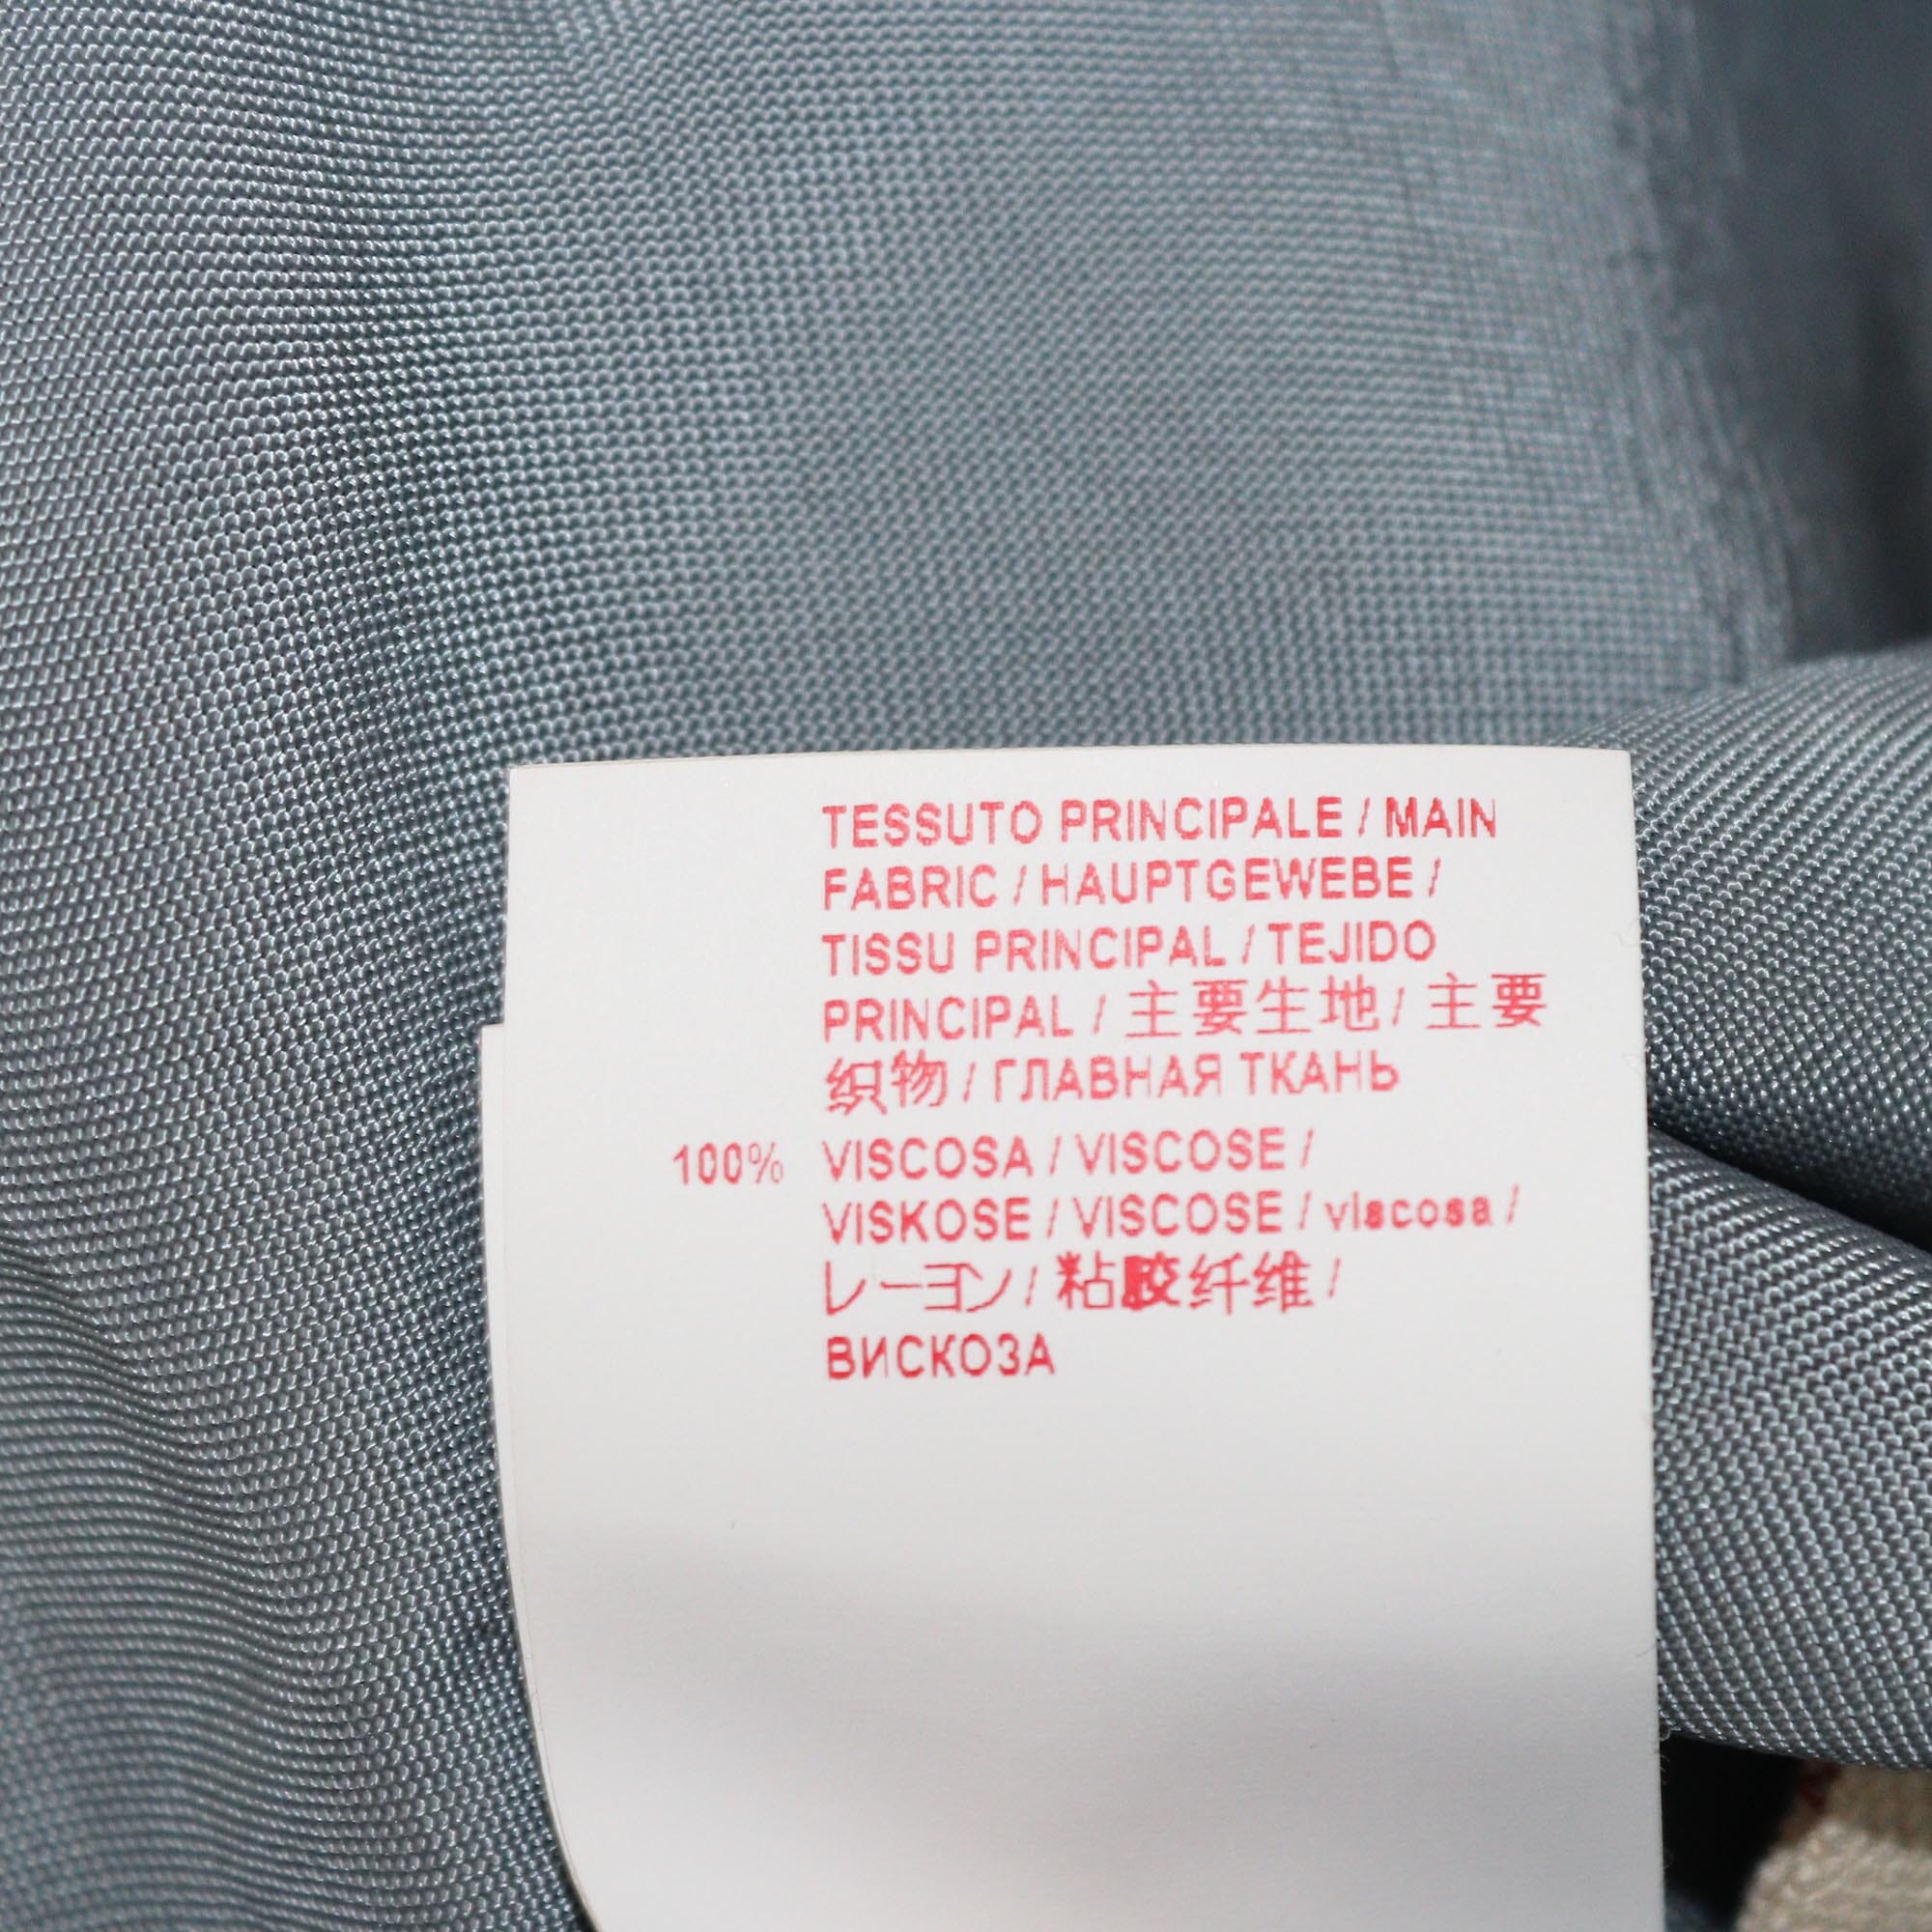 TESSUTO PRINCIPALE / MAIN
FABRIC / HAUPTGEWEBE /
TISSU PRINCIPAL / TEJIDO
PRINCIPAL / 主要生地 / 主要
织物 / ГЛАВНАЯ ТКАНЬ
100% VISCOSA / VISCOSE /
VISKOSE / VISCOSE / viscosa /
レーヨン / 粘胶纤维 /
ВИСКОЗА